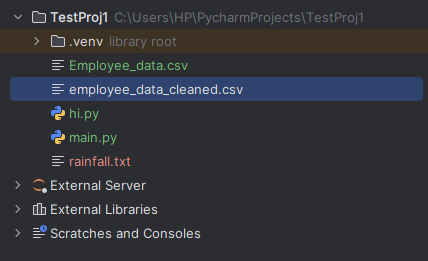 TestProj1 C:\Users\HP\PycharmProjects\TestProj1
.venv library root
Employee_data.csv
employee_data_cleaned.csv
hi.py
main.py
rainfall.txt
External Server
External Libraries
Scratches and Consoles